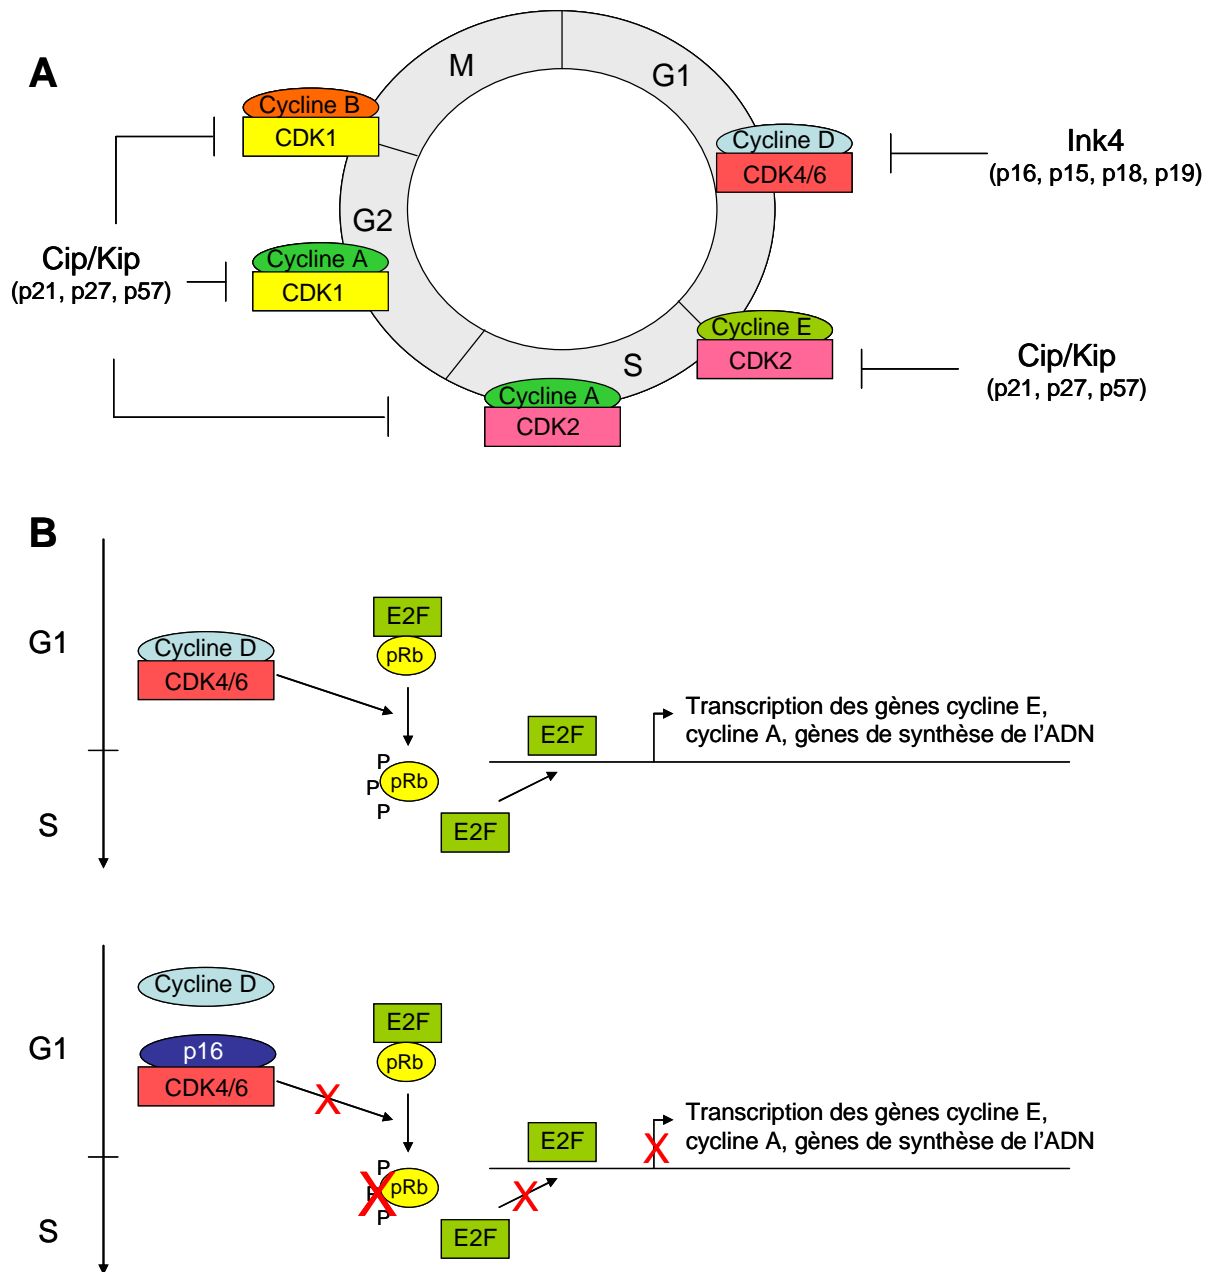 A
M
G1
Cycline B
CDK1
Cycline D
CDK4/6
Ink4
(p16, p15, p18, p19)
G2
Cip/Kip
(p21, p27, p57)
Cycline A
CDK1
Cycline E
CDK2
Cip/Kip
(p21, p27, p57)
S
Cycline A
CDK2
B
G1
Cycline D
CDK4/6
E2F
pRb
E2F
Transcription des gènes cycline E,
cycline A, gènes de synthèse de l'ADN
P
P
P
pRb
E2F
S
Cycline D
G1
p16
CDK4/6
E2F
pRb
E2F
Transcription des gènes cycline E,
cycline A, gènes de synthèse de l'ADN
P
P
P
pRb
E2F
S